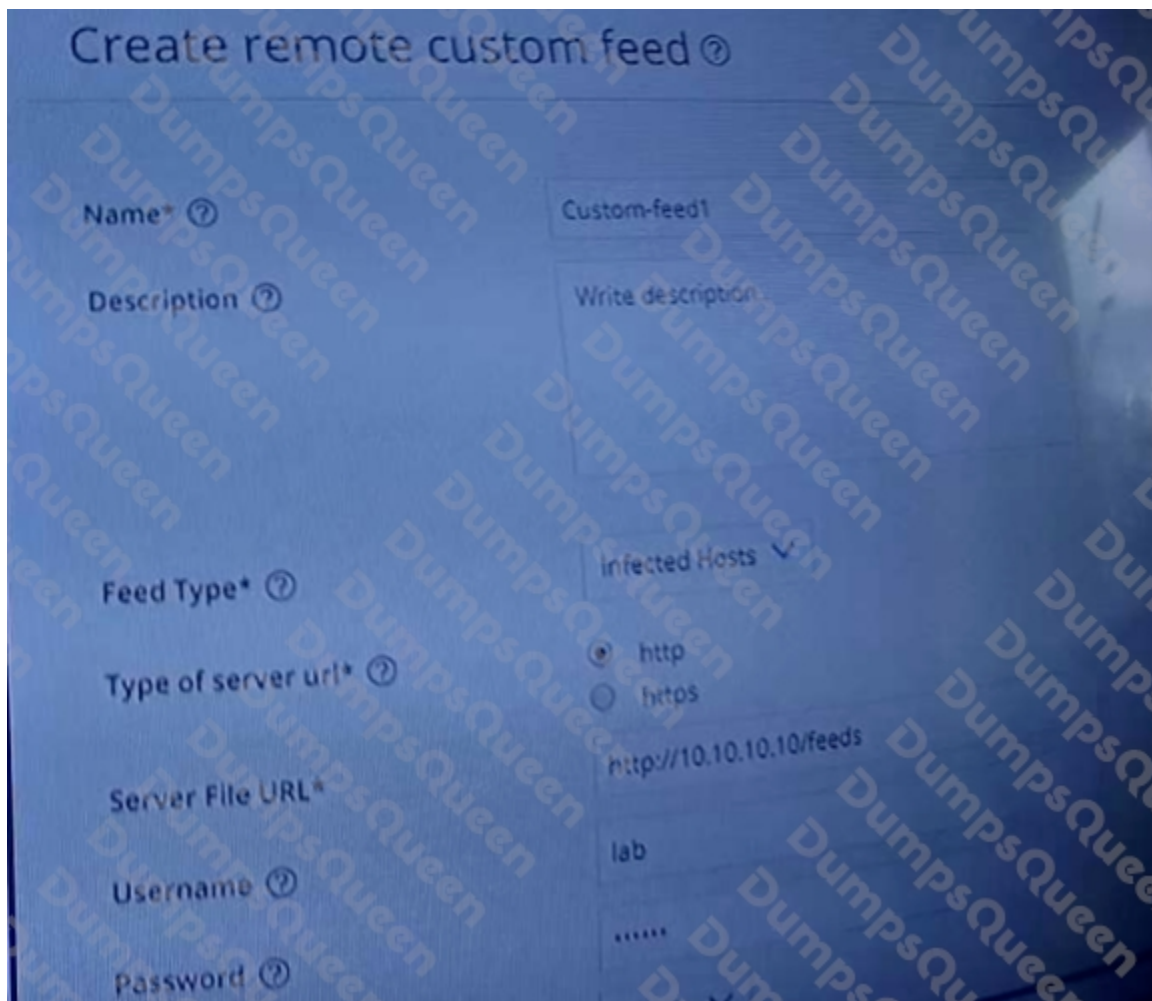 Create remote custom feed ?
Name* ? Custom-feed1
Description ? Write description...
Feed Type* ? Infected Hosts
Type of server url* ? http
https
Server File URL* http://10.10.10.10/feeds
Username ? lab
Password ? ......
DumpsQueen